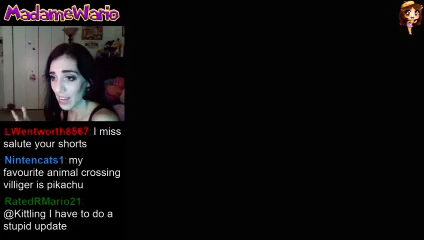 MadameWario
LWentworth8567: I miss
salute your shorts
Nintencats1: my
favourite animal crossing
villiger is pikachu
RatedRMario21:
@Kittling I have to do a
stupid update